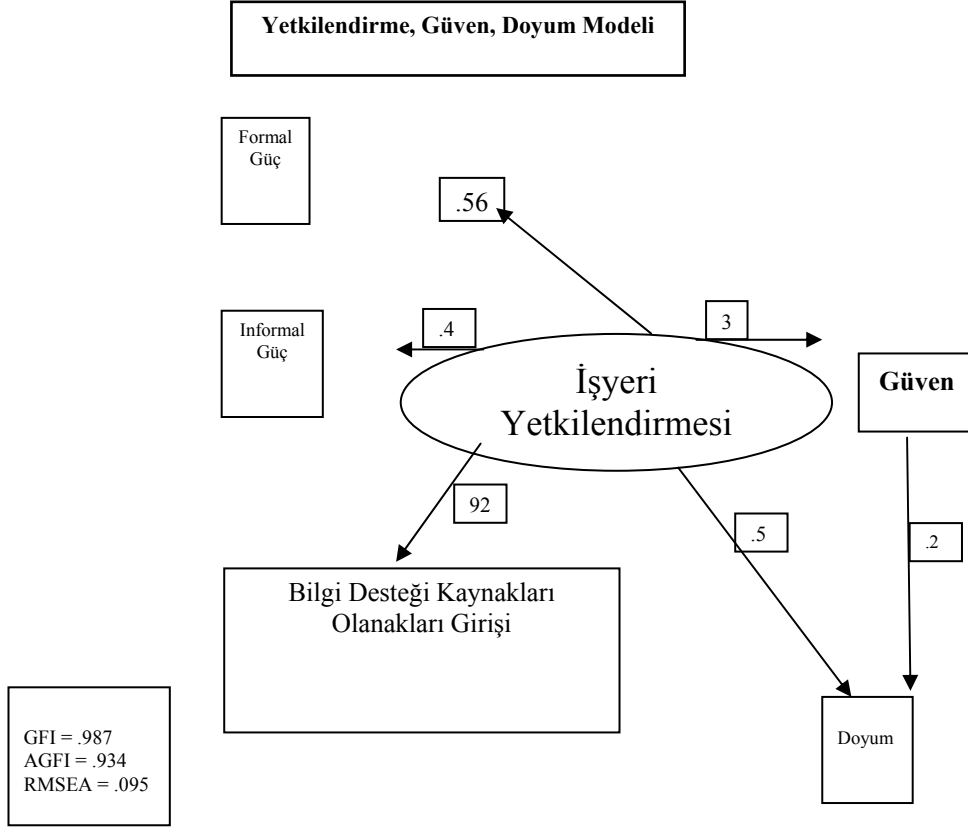 Yetkilendirme, Güven, Doyum Modeli
Formal
Güç
.56
Informal
Güç
.4
3
İşyeri
Yetkilendirmesi
Güven
92
.5
.2
Bilgi Desteği Kaynakları
Olanakları Girişi
GFI = .987
AGFI = .934
RMSEA = .095
Doyum